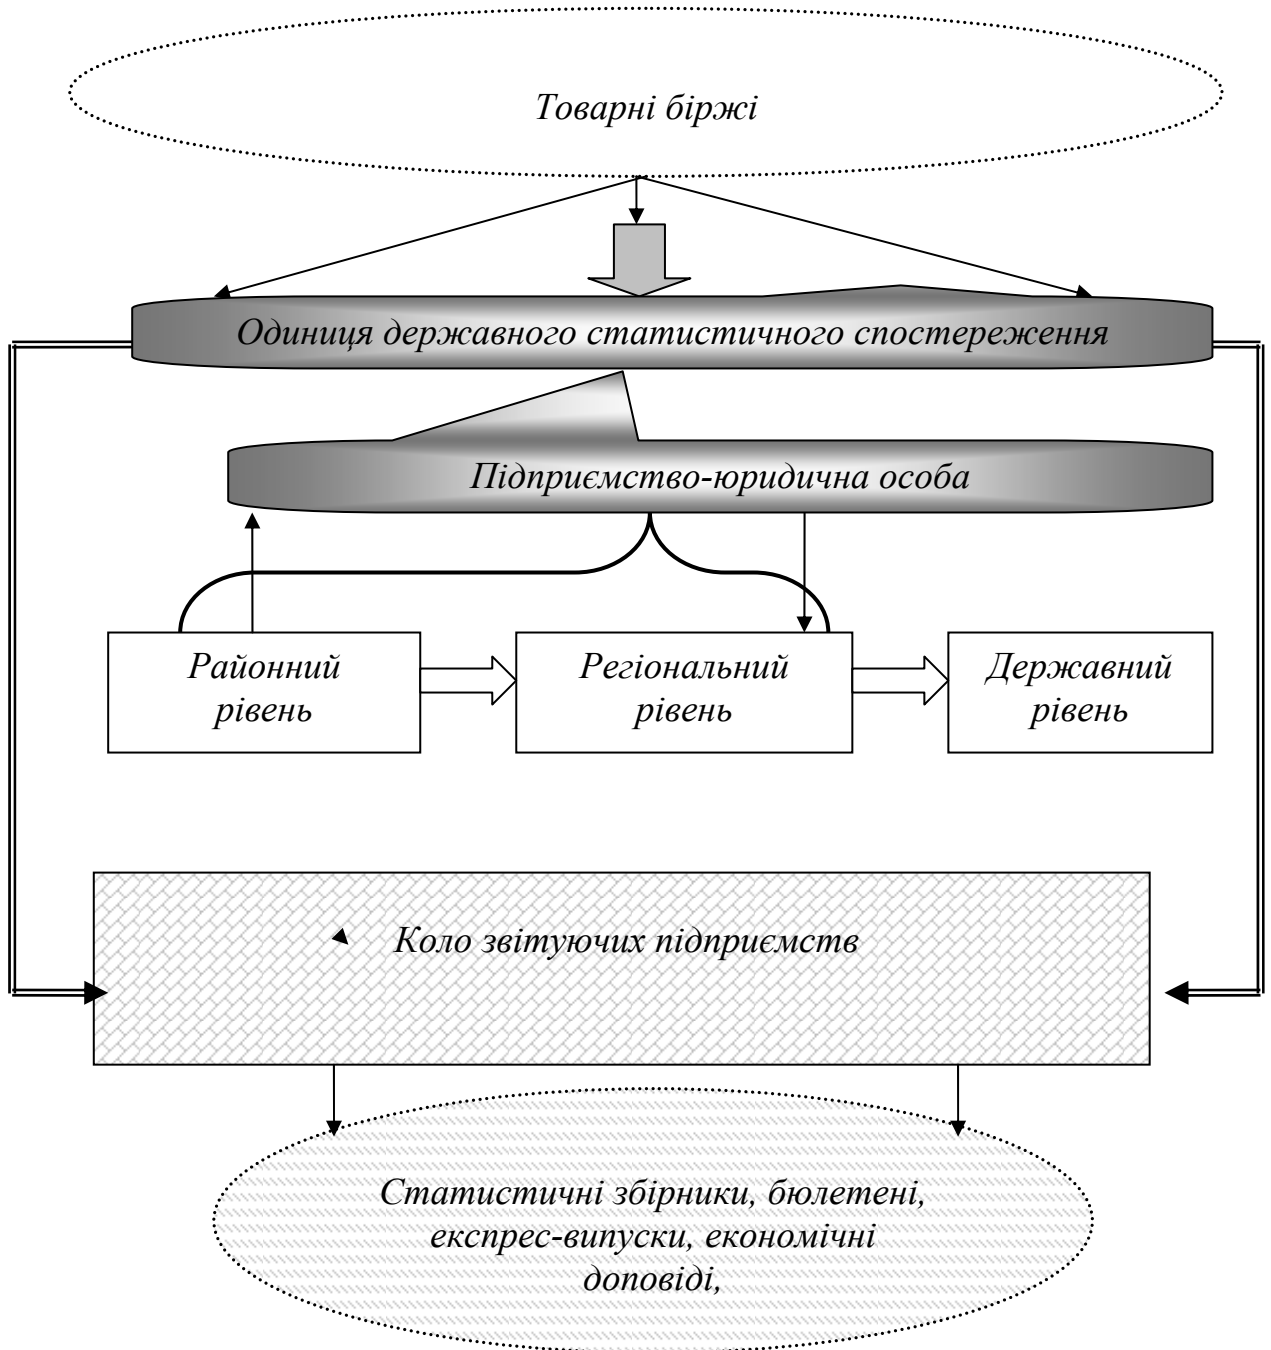 Товарні біржі
Одиниця державного статистичного спостереження
Підприємство-юридична особа
Районний
рівень
Регіональний
рівень
Державний
рівень
Коло звітуючих підприємств
Статистичні збірники, бюлетені,
експрес-випуски, економічні
доповіді,